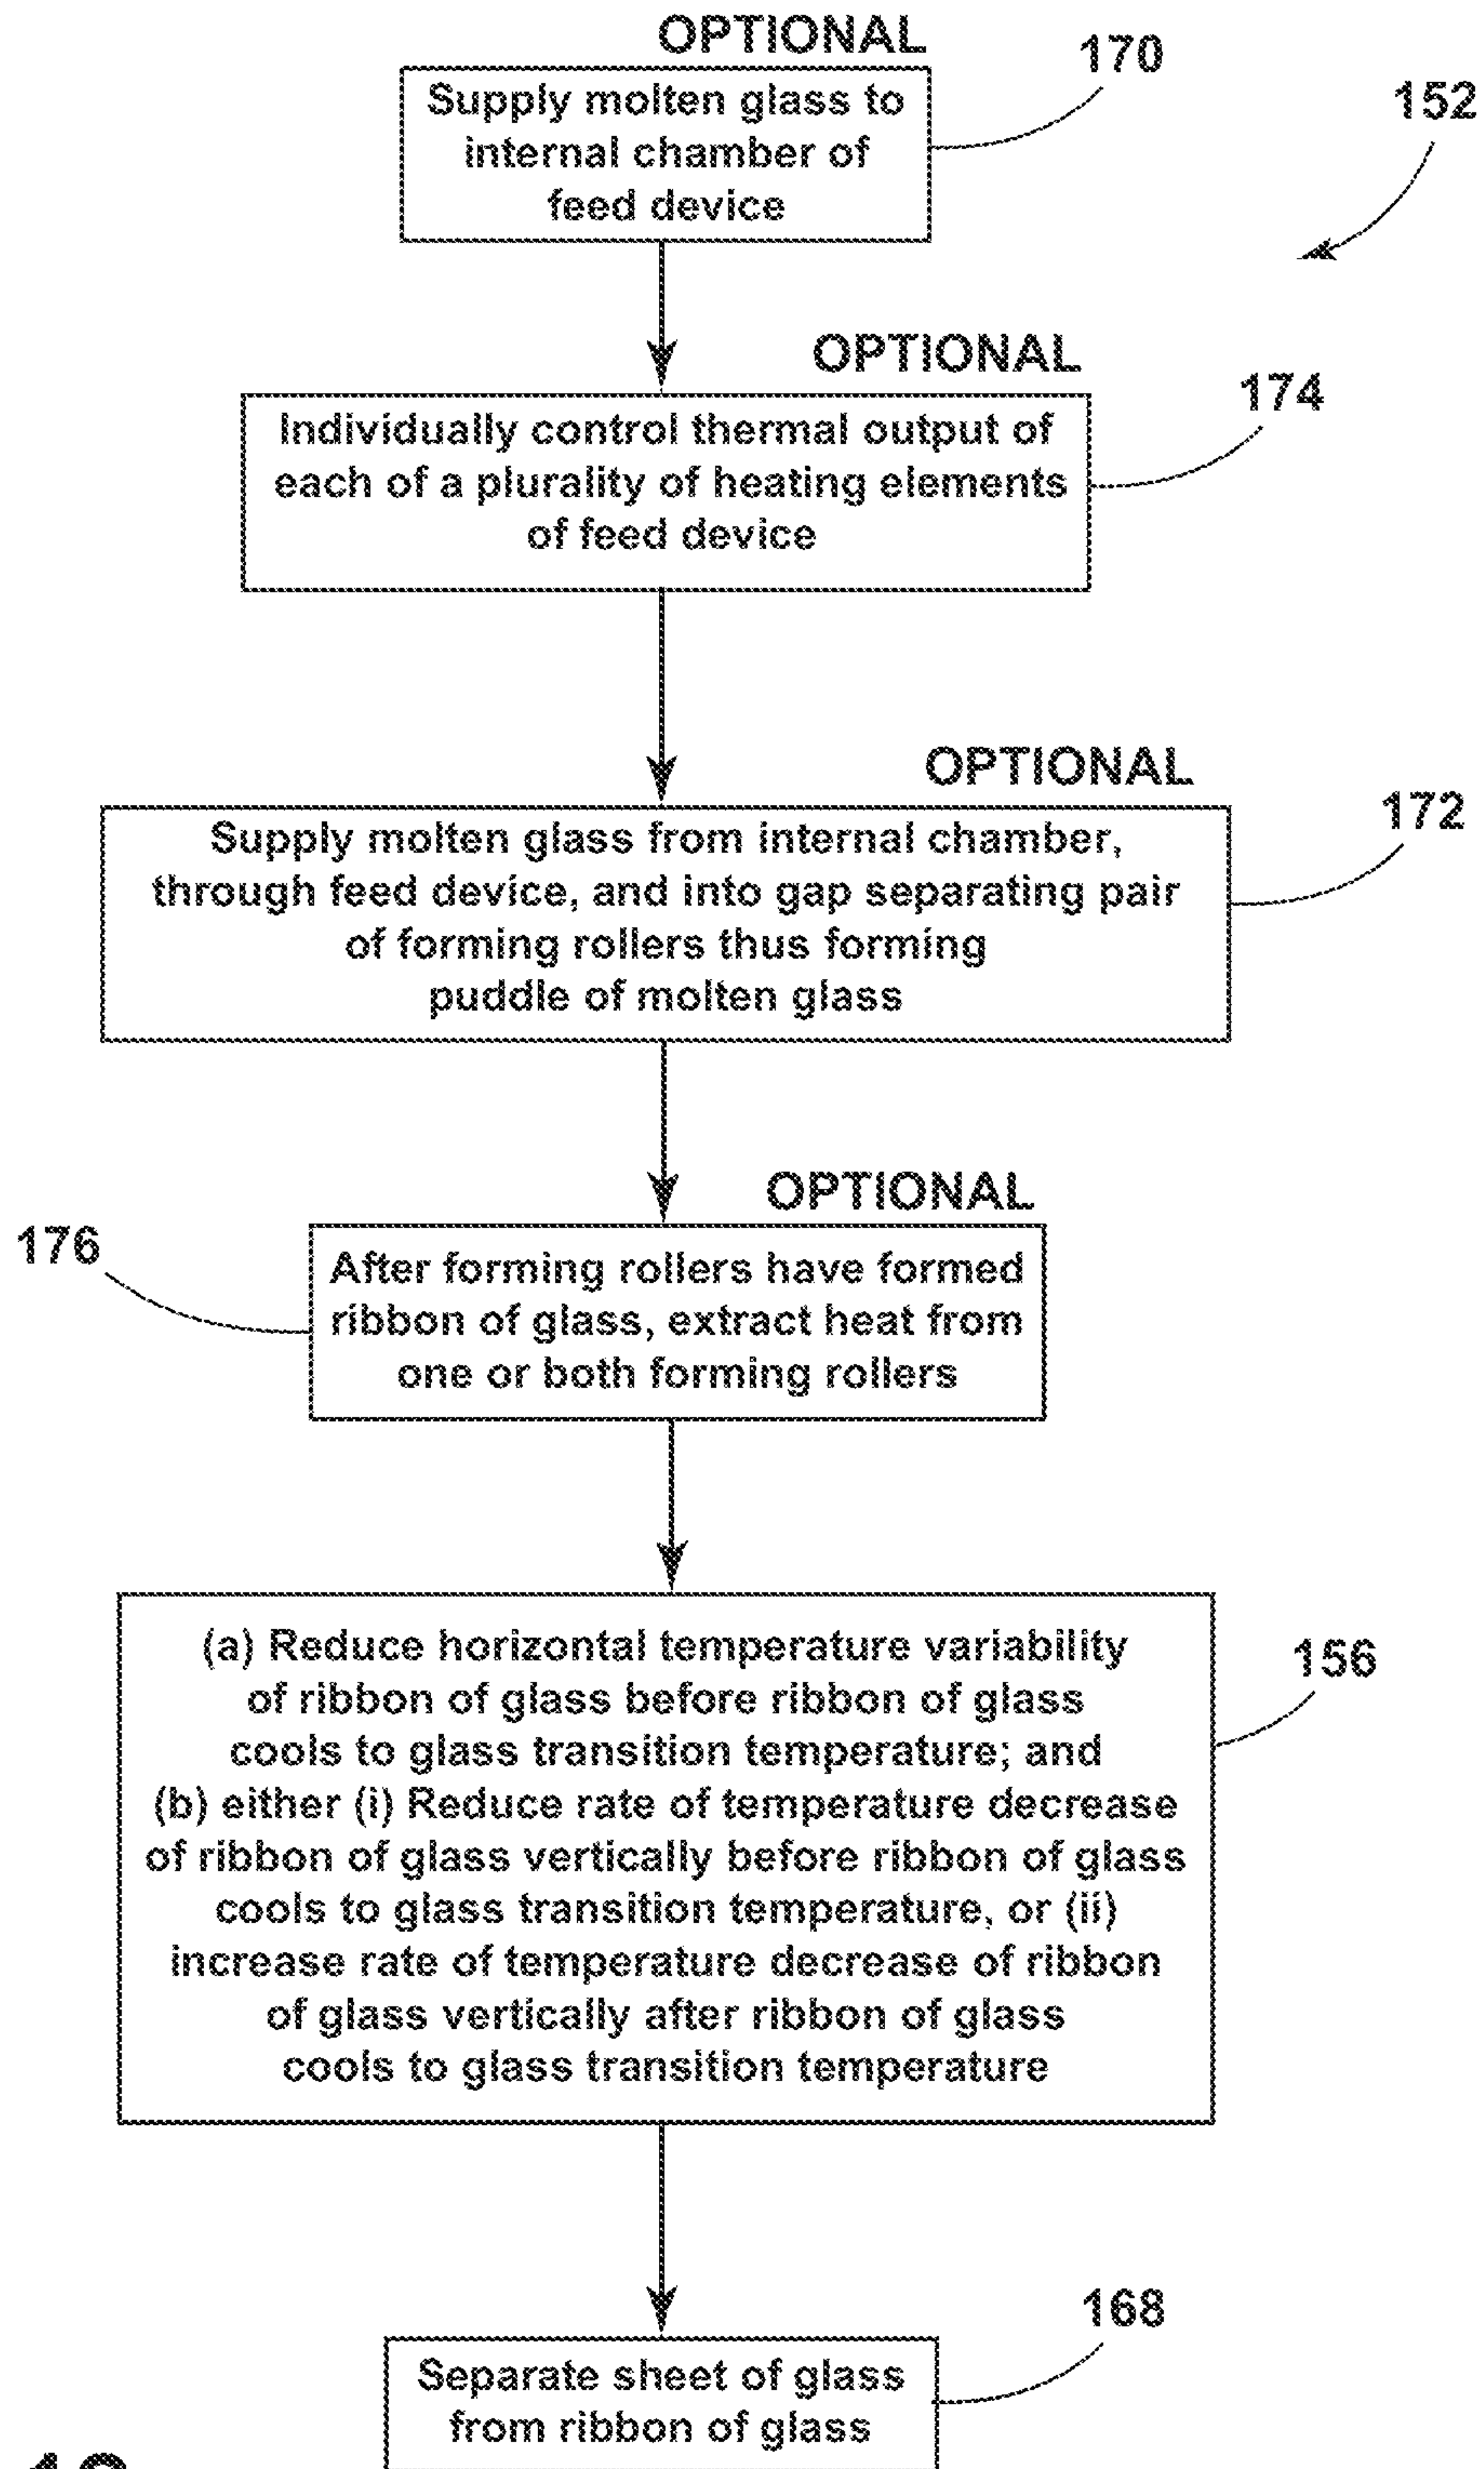 OPTIONAL
170
152
Supply molten glass to
internal chamber of
feed device
OPTIONAL
174
Individually control thermal output of
each of a plurality of heating elements
of feed device
OPTIONAL
172
Supply molten glass from internal chamber,
through feed device, and into gap separating pair
of forming rollers thus forming
puddle of molten glass
OPTIONAL
176
After forming rollers have formed
ribbon of glass, extract heat from
one or both forming rollers
156
(a) Reduce horizontal temperature variability
of ribbon of glass before ribbon of glass
cools to glass transition temperature; and
(b) either (i) Reduce rate of temperature decrease
of ribbon of glass vertically before ribbon of glass
cools to glass transition temperature, or (ii)
increase rate of temperature decrease of ribbon
of glass vertically after ribbon of glass
cools to glass transition temperature
168
Separate sheet of glass
from ribbon of glass